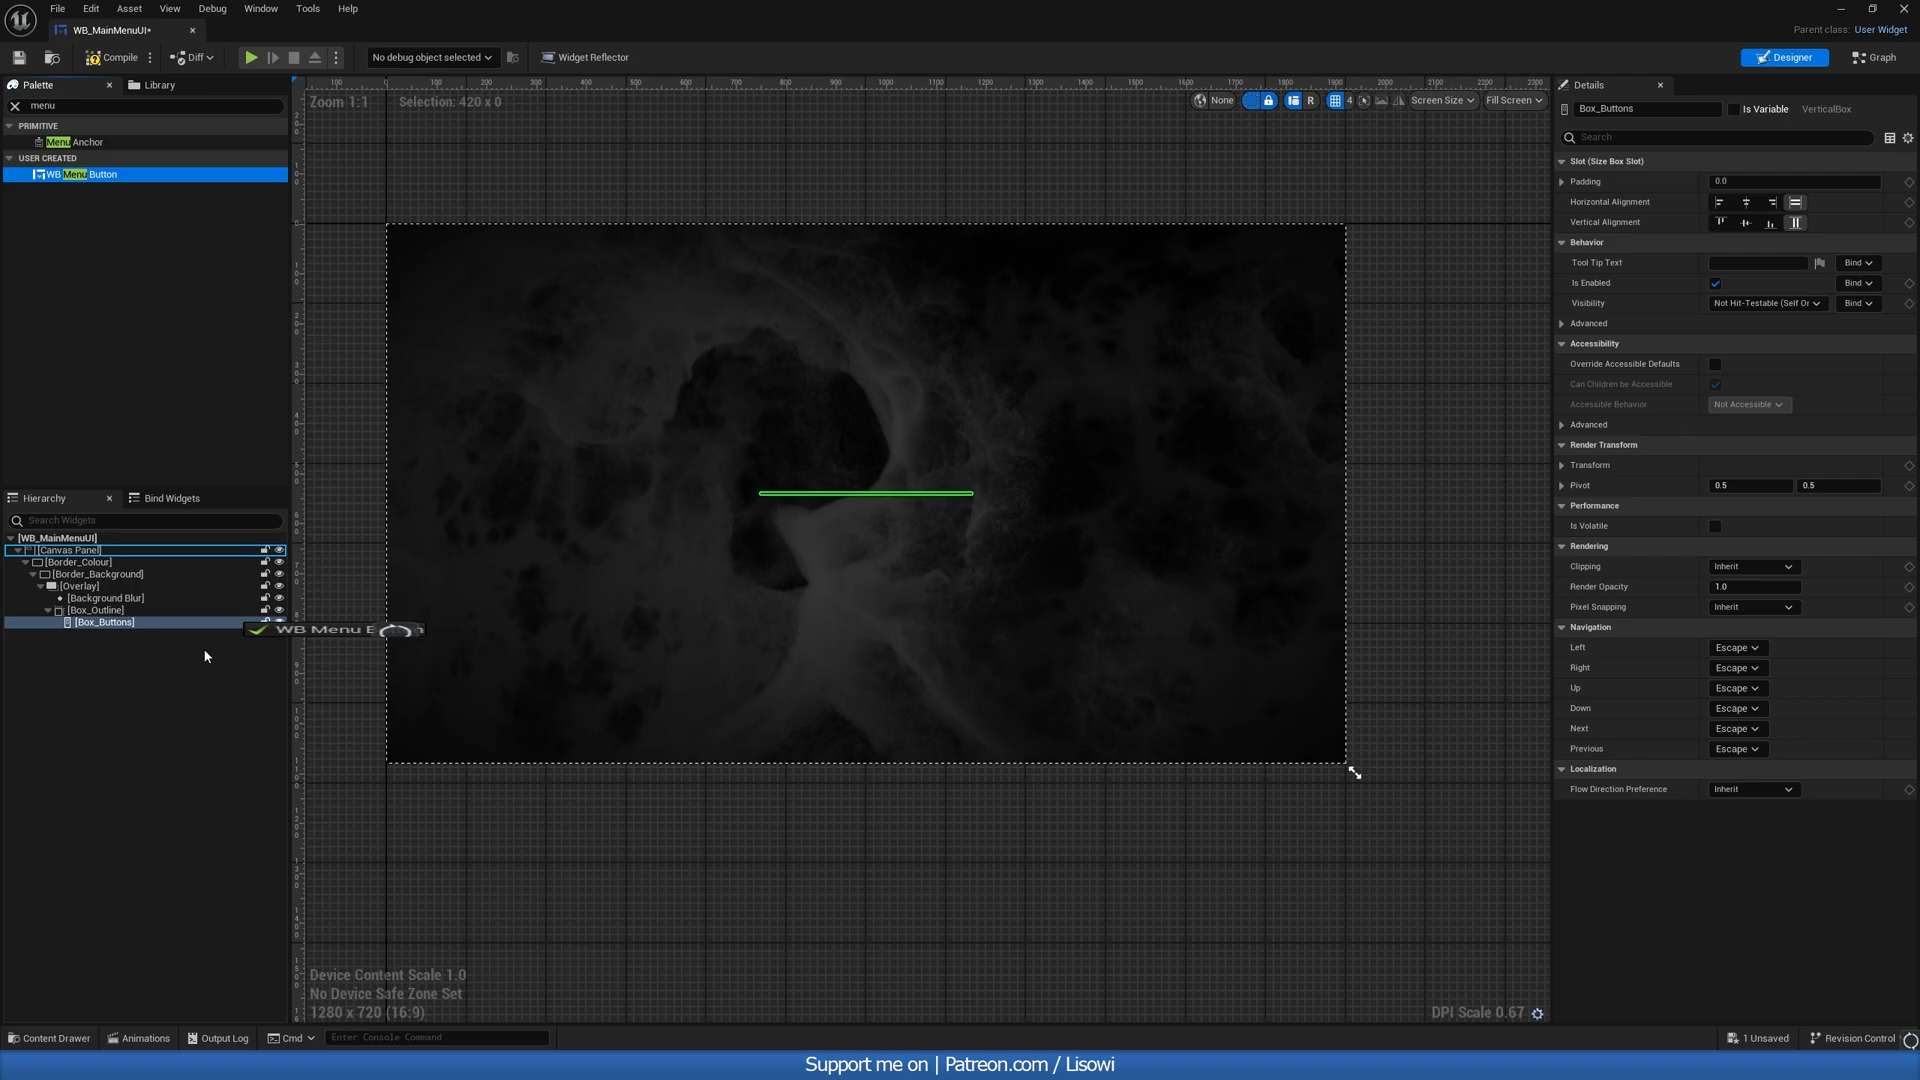 File Edit Asset View Debug Window Tools Help
WB_MainMenuUI•
Parent class: User Widget
Compile Diff No debug object selected Widget Reflector Designer Graph
Palette Library
menu
PRIMITIVE
Menu Anchor
USER CREATED
WB Menu Button
Zoom 1:1 Selection: 420 x 0
None R 4 Screen Size Fill Screen
Hierarchy Bind Widgets
Search Widgets
[WB_MainMenuUI]
[Canvas Panel]
[Border_Colour]
[Border_Background]
[Overlay]
[Background Blur]
[Box_Outline]
[Box_Buttons]
WB Menu B
Device Content Scale 1.0
No Device Safe Zone Set
1280 x 720 (16:9)
DPI Scale 0.67
Details
Box_Buttons Is Variable VerticalBox
Search
Slot (Size Box Slot)
Padding 0.0
Horizontal Alignment
Vertical Alignment
Behavior
Tool Tip Text Bind
Is Enabled Bind
Visibility Not Hit-Testable (Self Or Bind
Advanced
Accessibility
Override Accessible Defaults
Can Children be Accessible
Accessible Behavior Not Accessible
Advanced
Render Transform
Transform
Pivot 0.5 0.5
Performance
Is Volatile
Rendering
Clipping Inherit
Render Opacity 1.0
Pixel Snapping Inherit
Navigation
Left Escape
Right Escape
Up Escape
Down Escape
Next Escape
Previous Escape
Localization
Flow Direction Preference Inherit
Content Drawer Animations Output Log Cmd Enter Console Command
1 Unsaved Revision Control
Support me on | Patreon.com / Lisowi